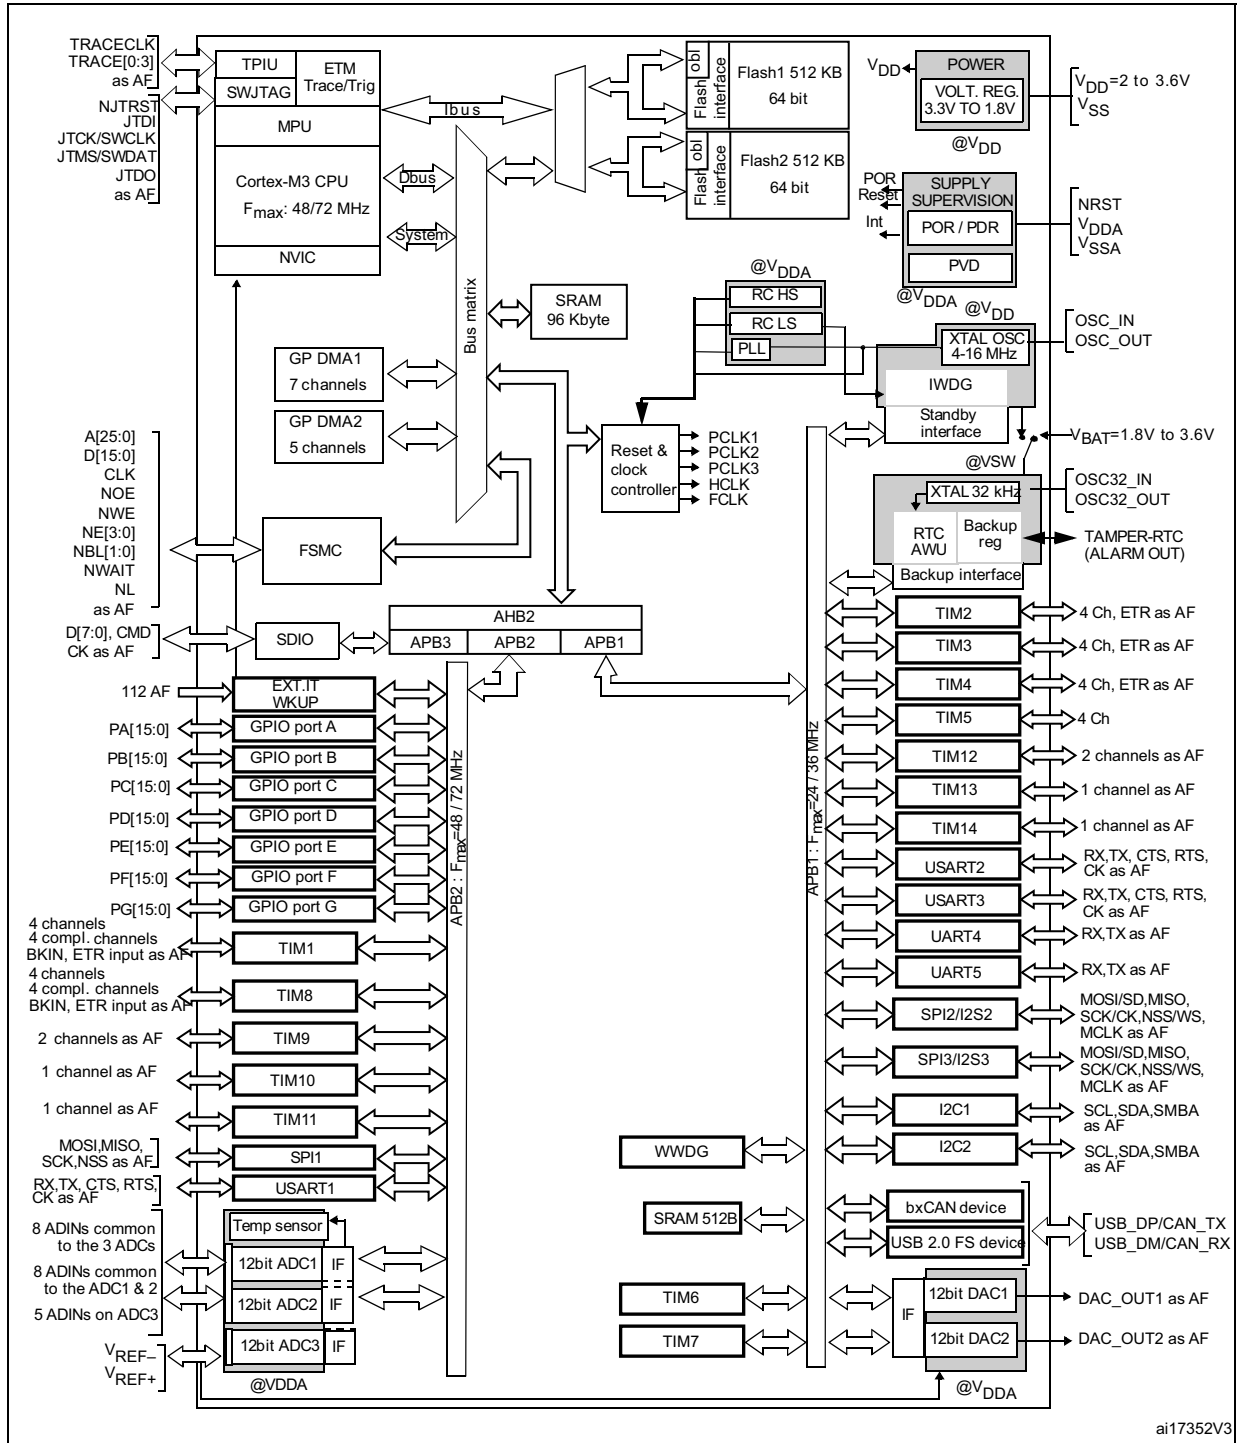 TRACECLK
TRACE[0:3]
as AF
NJTRST
JTDI
JTCK/SWCLK
JTMS/SWDAT
JTDO
as AF
TPIU
SWJTAG
ETM
Trace/Trig
MPU
Cortex-M3 CPU
Fmax: 48/72 MHz
NVIC
Ibus
Dbus
System
Bus matrix
Flash obl
interface
Flash1 512 KB
64 bit
Flash obl
interface
Flash2 512 KB
64 bit
VDD
POWER
VOLT. REG.
3.3V TO 1.8V
@VDD
VDD=2 to 3.6V
VSS
POR
Reset
Int
SUPPLY
SUPERVISION
POR / PDR
PVD
@VDDA
NRST
VDDA
VSSA
SRAM
96 Kbyte
@VDDA
RC HS
RC LS
PLL
@VDD
XTAL OSC
4-16 MHz
IWDG
Standby
interface
OSC_IN
OSC_OUT
GP DMA1
7 channels
GP DMA2
5 channels
Reset &
clock
controller
PCLK1
PCLK2
PCLK3
HCLK
FCLK
VBAT=1.8V to 3.6V
@VSW
XTAL 32 kHz
RTC
AWU
Backup
reg
Backup interface
OSC32_IN
OSC32_OUT
TAMPER-RTC
(ALARM OUT)
A[25:0]
D[15:0]
CLK
NOE
NWE
NE[3:0]
NBL[1:0]
NWAIT
NL
as AF
FSMC
D[7:0], CMD
CK as AF
SDIO
AHB2
APB3
APB2
APB1
112 AF
EXT.IT
WKUP
PA[15:0]
GPIO port A
PB[15:0]
GPIO port B
PC[15:0]
GPIO port C
PD[15:0]
GPIO port D
PE[15:0]
GPIO port E
PF[15:0]
GPIO port F
PG[15:0]
GPIO port G
4 channels
4 compl. channels
BKIN, ETR input as AF
TIM1
4 channels
4 compl. channels
BKIN, ETR input as AF
TIM8
2 channels as AF
TIM9
1 channel as AF
TIM10
1 channel as AF
TIM11
MOSI,MISO,
SCK,NSS as AF
SPI1
RX,TX, CTS, RTS,
CK as AF
USART1
Temp sensor
8 ADINs common
to the 3 ADCs
8 ADINs common
to the ADC1 & 2
5 ADINs on ADC3
12bit ADC1
IF
12bit ADC2
IF
12bit ADC3
IF
VREF–
VREF+
@VDDA
APB2 : Fmax=48 / 72 MHz
APB1 : Fmax=24 / 36 MHz
TIM2
4 Ch, ETR as AF
TIM3
4 Ch, ETR as AF
TIM4
4 Ch, ETR as AF
TIM5
4 Ch
TIM12
2 channels as AF
TIM13
1 channel as AF
TIM14
1 channel as AF
USART2
RX,TX, CTS, RTS,
CK as AF
USART3
RX,TX, CTS, RTS,
CK as AF
UART4
RX,TX as AF
UART5
RX,TX as AF
SPI2/I2S2
MOSI/SD,MISO,
SCK/CK,NSS/WS,
MCLK as AF
SPI3/I2S3
MOSI/SD,MISO,
SCK/CK,NSS/WS,
MCLK as AF
I2C1
SCL,SDA,SMBA
as AF
I2C2
SCL,SDA,SMBA
as AF
WWDG
SRAM 512B
bxCAN device
USB 2.0 FS device
USB_DP/CAN_TX
USB_DM/CAN_RX
TIM6
TIM7
IF
12bit DAC1
DAC_OUT1 as AF
12bit DAC2
DAC_OUT2 as AF
@VDDA
ai17352V3